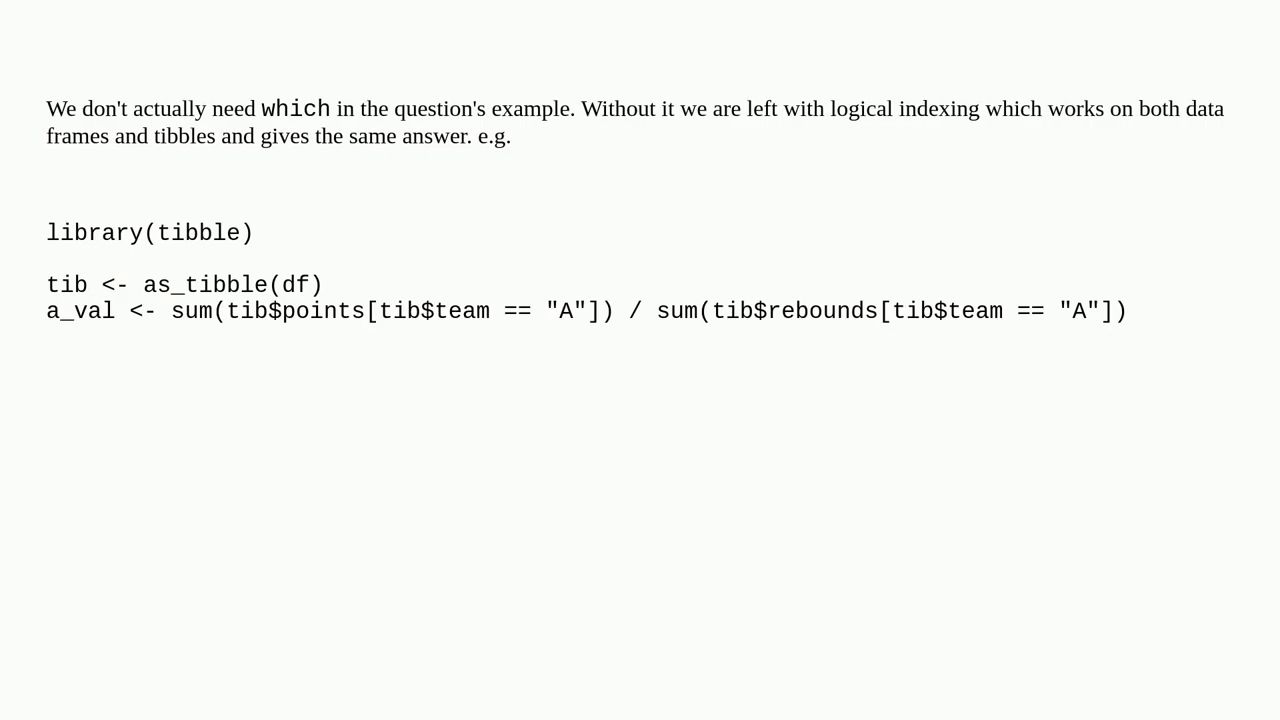 We don't actually need which in the question's example. Without it we are left with logical indexing which works on both data
frames and tibbles and gives the same answer. e.g.
library(tibble)
tib <- as_tibble(df)
a_val <- sum(tib$points[tib$team == "A"]) / sum(tib$rebounds[tib$team == "A"])